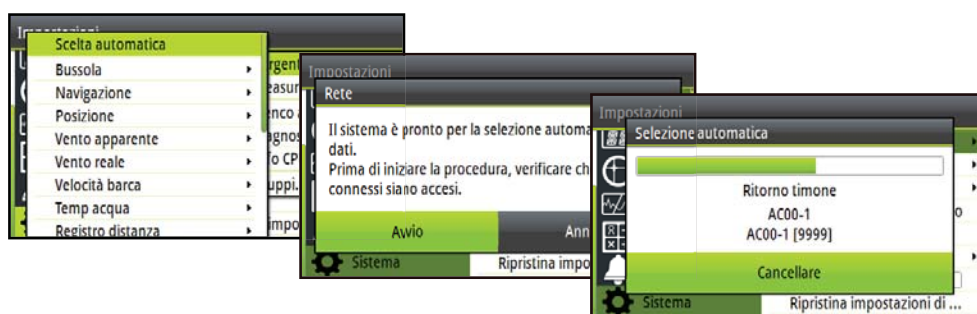 Impostazioni
Scelta automatica
Bussola
Navigazione
Posizione
Vento apparente
Vento reale
Velocità barca
Temp acqua
Registro distanza
Impostazioni
Rete
Il sistema è pronto per la selezione automa
dati.
Prima di iniziare la procedura, verificare ch
connessi siano accesi.
Avvio
Ann
Sistema
Ripristina impo
Impostazioni
Selezione automatica
Ritorno timone
AC00-1
AC00-1 [9999]
Cancellare
Sistema
Ripristina impostazioni di ...